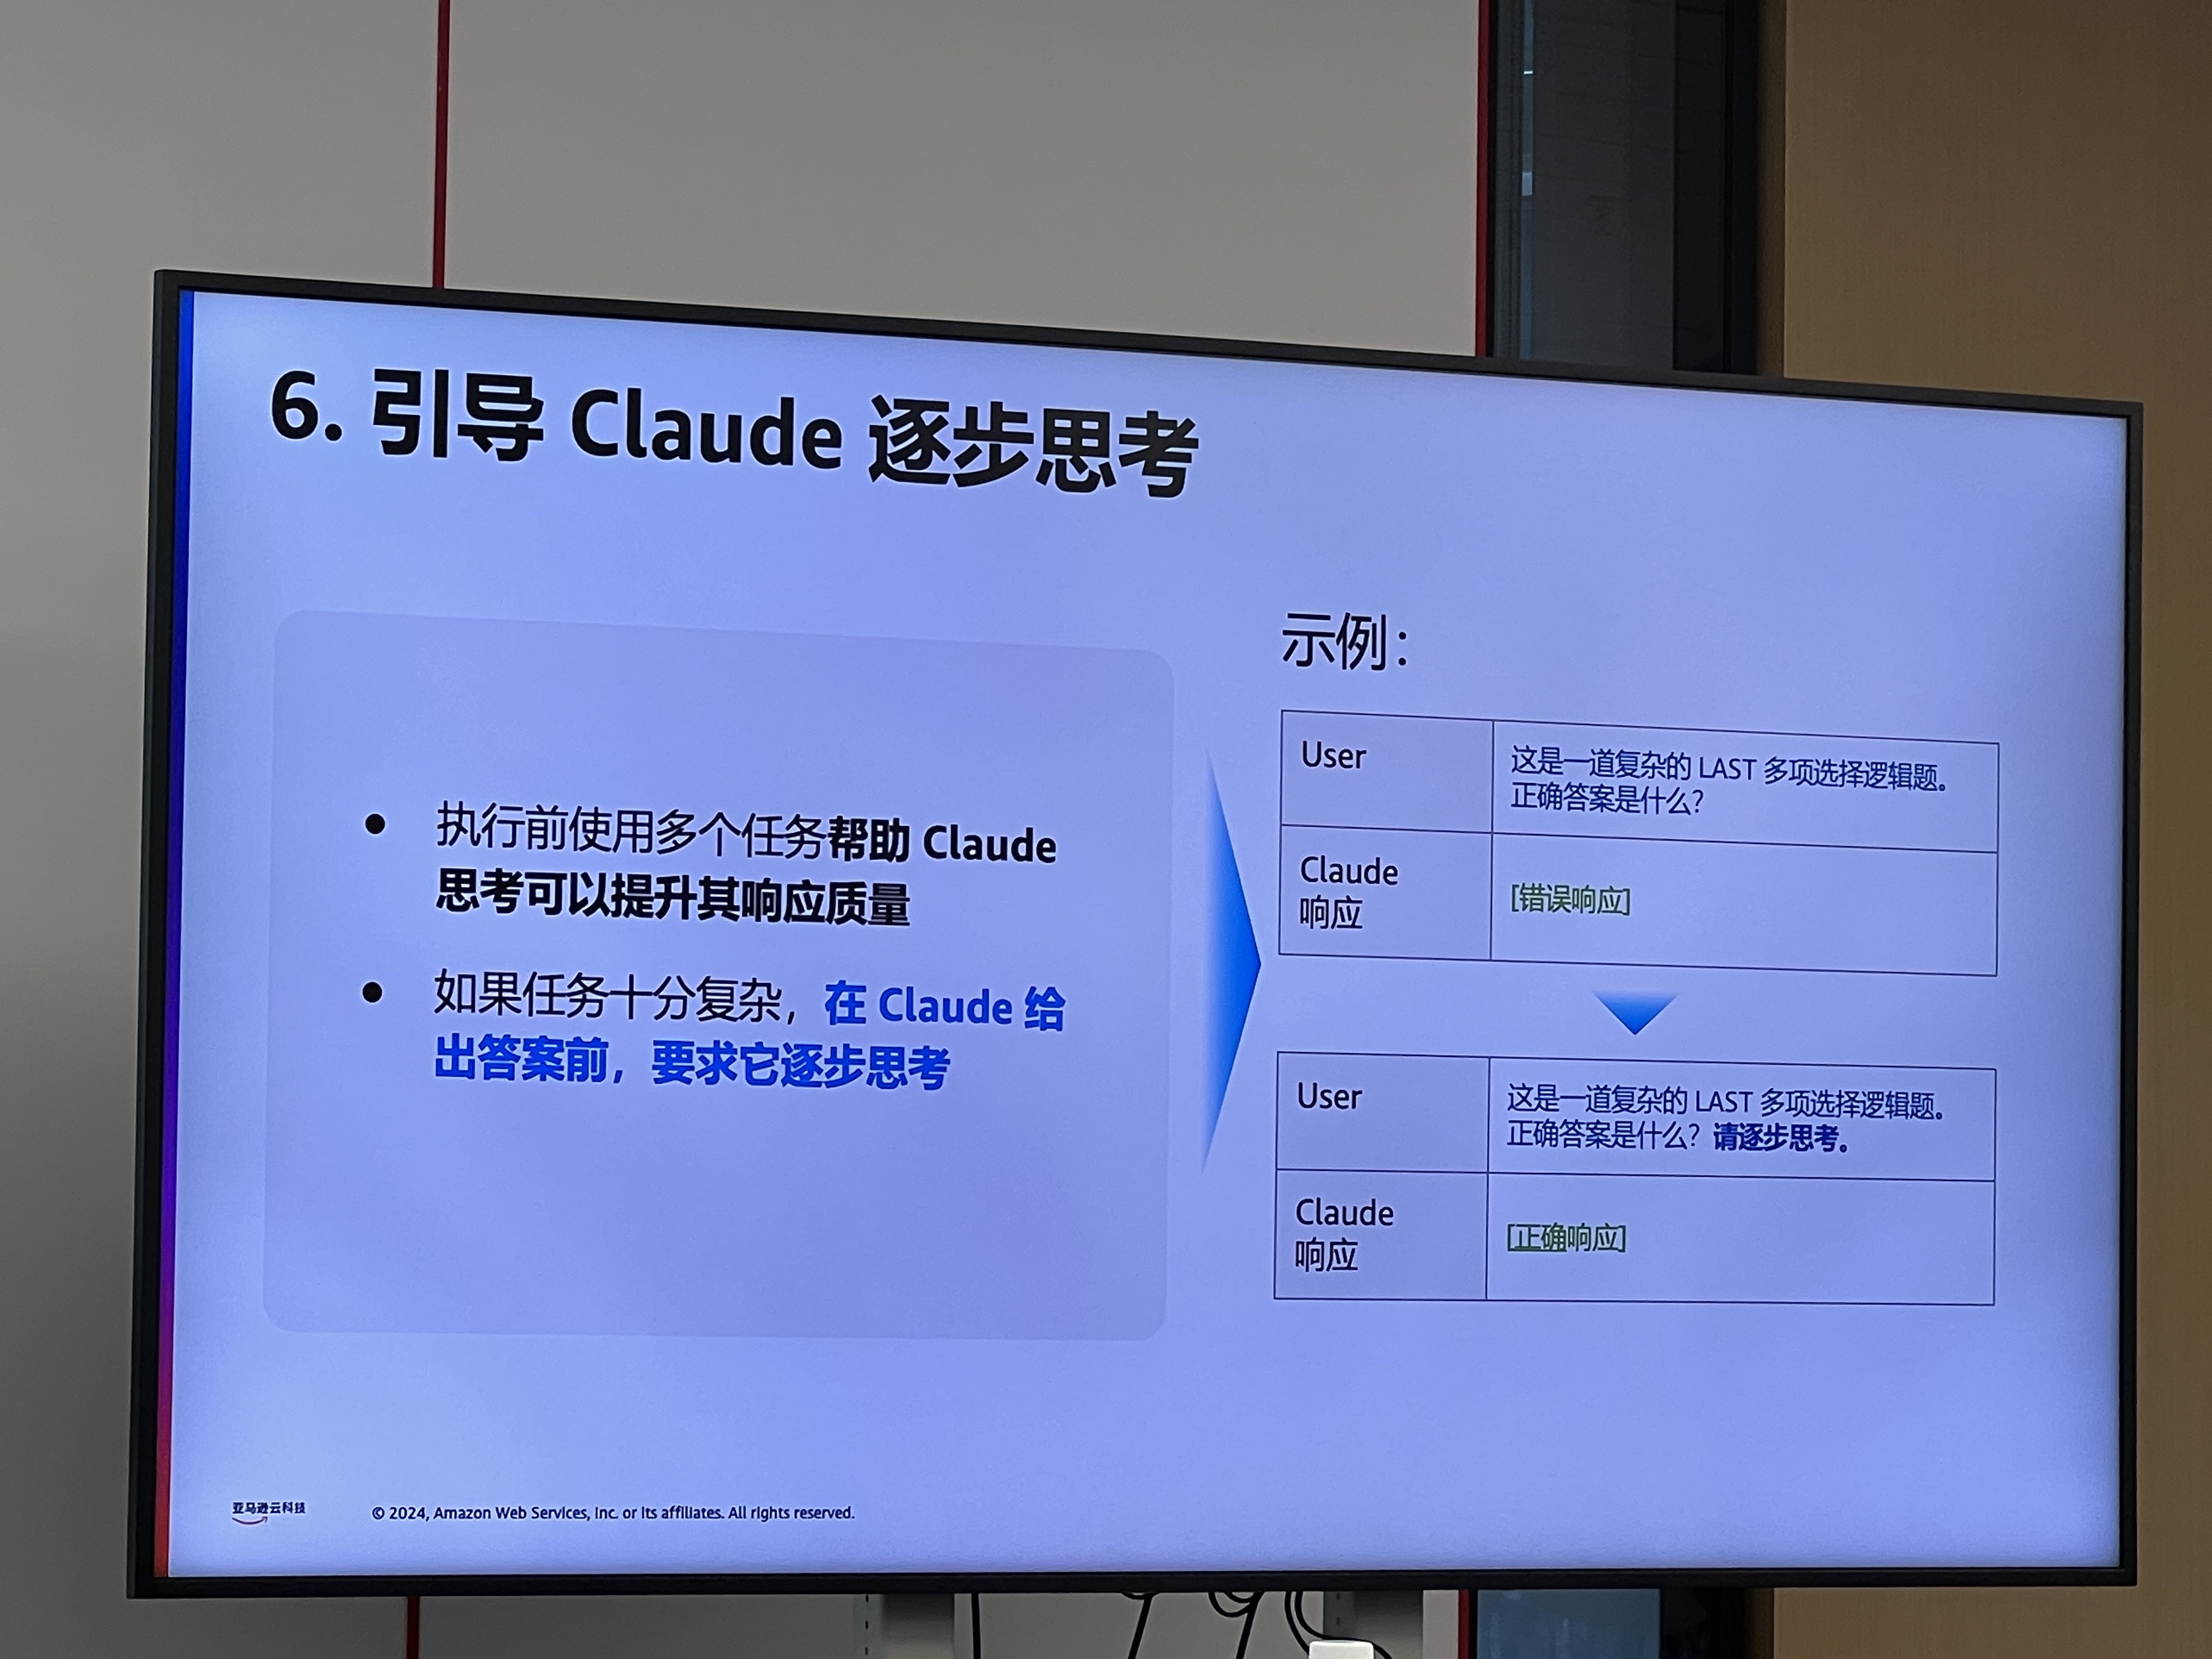 6. 引导 Claude 逐步思考
执行前使用多个任务帮助 Claude
思考可以提升其响应质量
如果任务十分复杂，在 Claude 给
出答案前，要求它逐步思考
示例：
User
这是一道复杂的 LAST 多项选择逻辑题。
正确答案是什么？
Claude
响应
[错误响应]
User
这是一道复杂的 LAST 多项选择逻辑题。
正确答案是什么？请逐步思考。
Claude
响应
[正确响应]
亚马逊云科技
© 2024, Amazon Web Services, Inc. or its affiliates. All rights reserved.